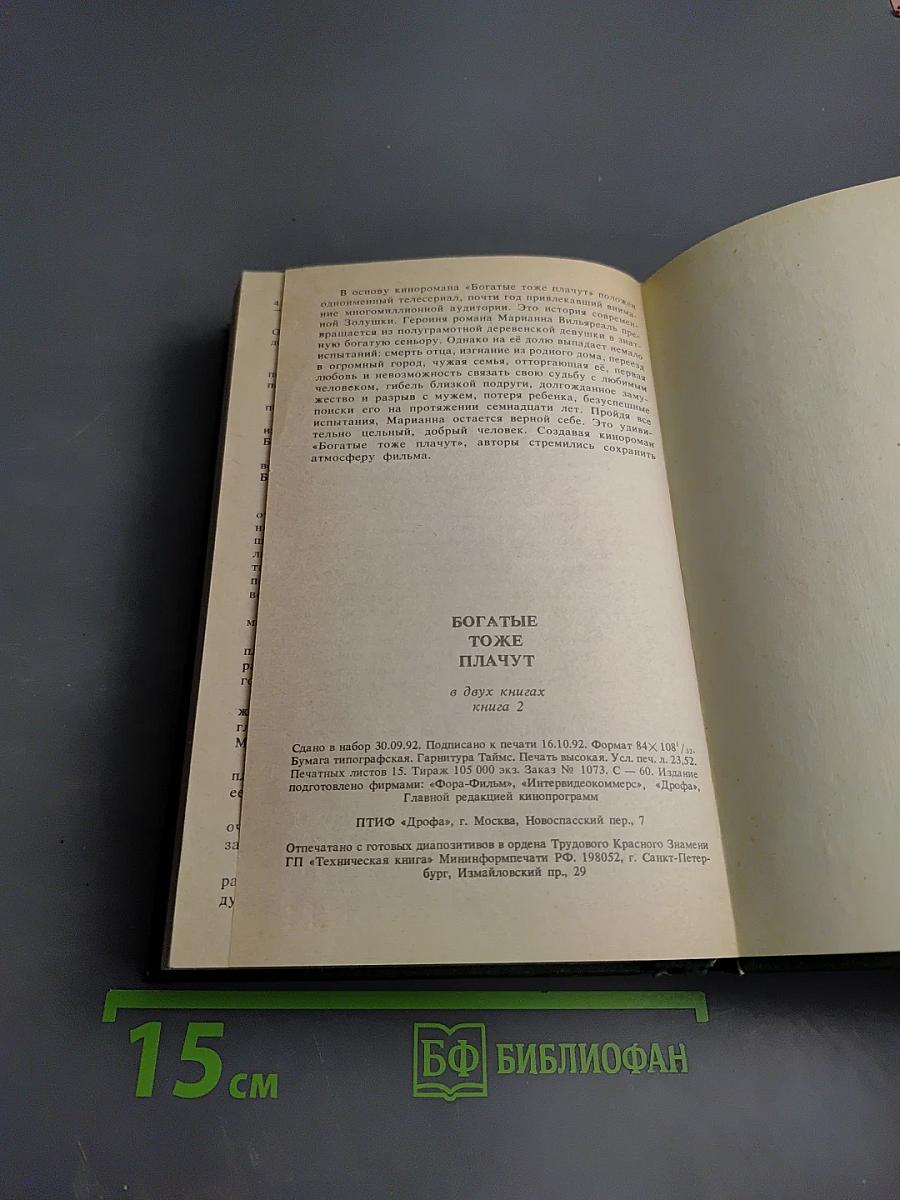 В основу киноромана «Богатые тоже плачут» положен
одноименный телесериал, почти год привлекавший внима-
ние многомиллионной аудитории. Это история современ-
ной Золушки. Героиня романа Марианна Вильяреаль пре-
вращается из полуграмотной деревенской девушки в знат-
ную богатую сеньору. Однако на её долю выпадает немало
испытаний: смерть отца, изгнание из родного дома, переезд
в огромный город, чужая семья, отторгающая её, первая
любовь и невозможность связать свою судьбу с любимым
человеком, гибель близкой подруги, долгожданное заму-
жество и разрыв с мужем, потеря ребенка, безуспешные
поиски его на протяжении семнадцати лет. Пройдя все
испытания, Марианна остается верной себе. Это удиви-
тельно цельный, добрый человек. Создавая кинороман
«Богатые тоже плачут», авторы стремились сохранить
атмосферу фильма.
БОГАТЫЕ
ТОЖЕ
ПЛАЧУТ
в двух книгах
книга 2
Сдано в набор 30.09.92. Подписано к печати 16.10.92. Формат 84×108¹/₃₂.
Бумага типографская. Гарнитура Таймс. Печать высокая. Усл. печ. л. 23,52.
Печатных листов 15. Тираж 105 000 экз. Заказ № 1073. С — 60. Издание
подготовлено фирмами: «Фора-Фильм», «Интервидеокоммерс», «Дрофа»,
Главной редакцией кинопрограмм
ПТИФ «Дрофа», г. Москва, Новоспасский пер., 7
Отпечатано с готовых диапозитивов в ордена Трудового Красного Знамени
ГП «Техническая книга» Мининформпечати РФ. 198052, г. Санкт-Петер-
бург, Измайловский пр., 29
15 см
БФ БИБЛИОФАН